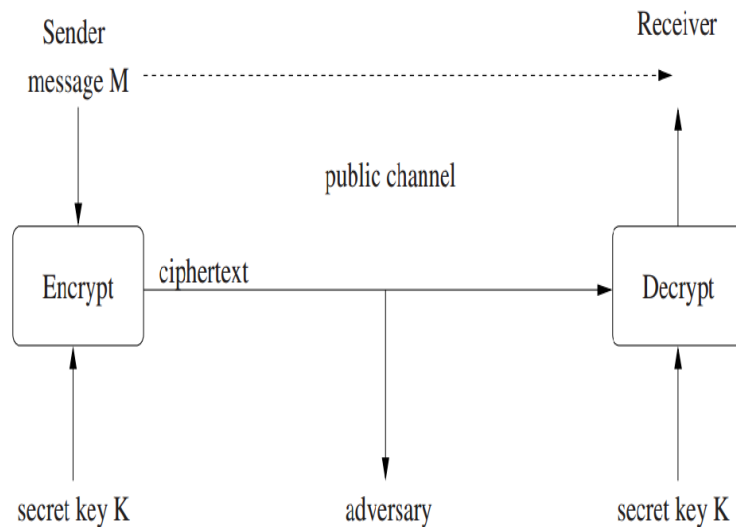 Sender
Receiver
message M
public channel
ciphertext
Encrypt
Decrypt
secret key K
adversary
secret key K